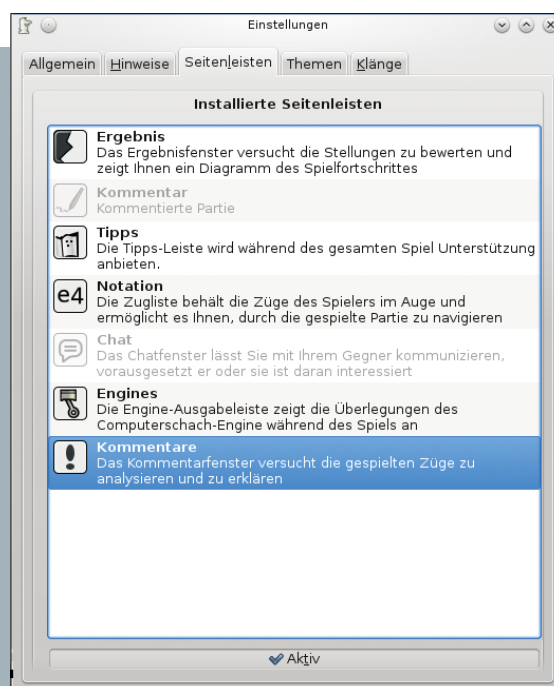 Einstellungen
Allgemein Hinweise Seitenleisten Themen Klänge
Installierte Seitenleisten
Ergebnis
Das Ergebnisfenster versucht die Stellungen zu bewerten und
zeigt Ihnen ein Diagramm des Spielfortschrittes
Kommentar
Kommentierte Partie
Tipps
Die Tipps-Leiste wird während des gesamten Spiel Unterstützung
anbieten.
e4 Notation
Die Zugliste behält die Züge des Spielers im Auge und
ermöglicht es Ihnen, durch die gespielte Partie zu navigieren
Chat
Das Chatfenster lässt Sie mit Ihrem Gegner kommunizieren,
vorausgesetzt er oder sie ist daran interessiert
Engines
Die Engine-Ausgabeleiste zeigt die Überlegungen des
Computerschach-Engine während des Spiels an
Kommentare
Das Kommentarfenster versucht die gespielten Züge zu
analysieren und zu erklären
Aktiv